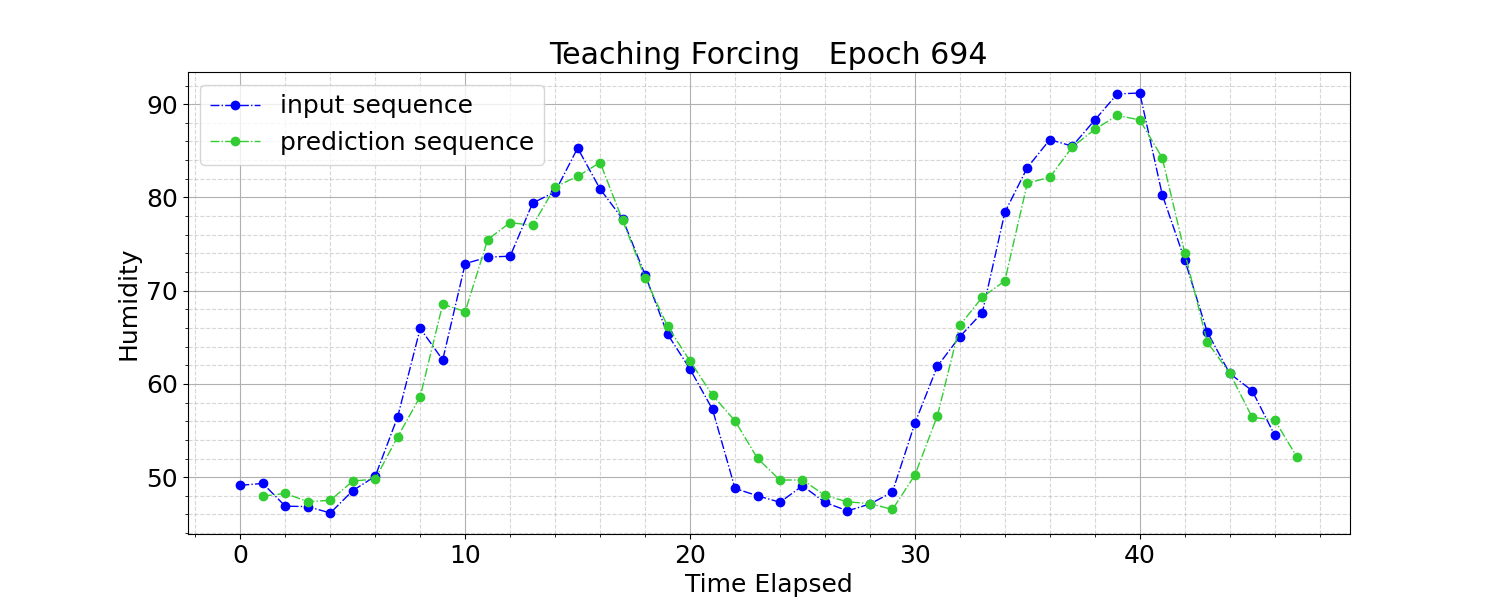 Teaching Forcing   Epoch 694
input sequence
prediction sequence
Humidity
90
80
70
60
50
0 10 20 30 40
Time Elapsed